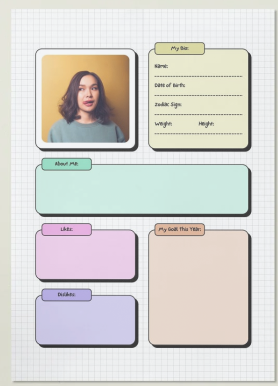 My Bio:
Name:
Date of Birth:
Zodiac Sign:
Weight: Height:
About Me:
Likes:
My Goal This Year:
Dislikes: